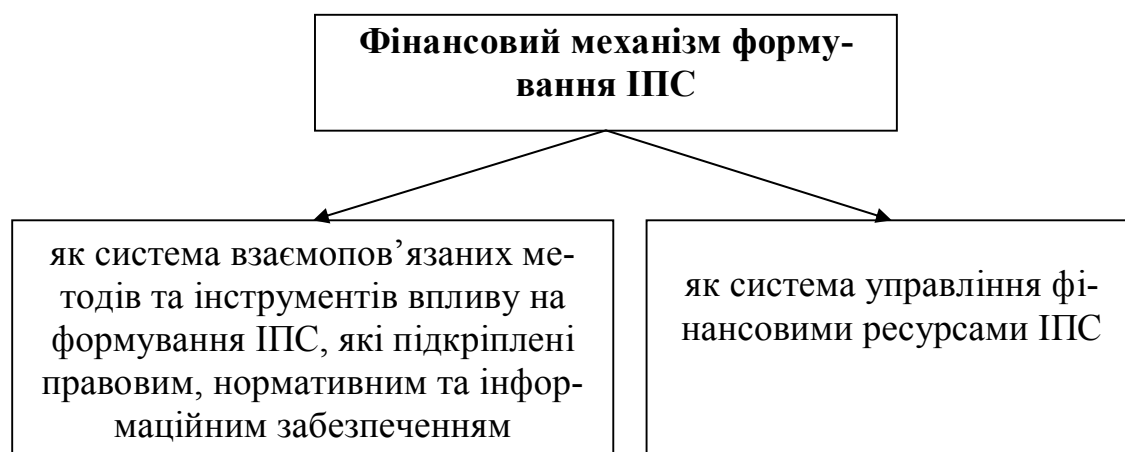 Фінансовий механізм форму-
вання ІПС
як система взаємопов’язаних ме-
тодів та інструментів впливу на
формування ІПС, які підкріплені
правовим, нормативним та інфор-
маційним забезпеченням
як система управління фі-
нансовими ресурсами ІПС